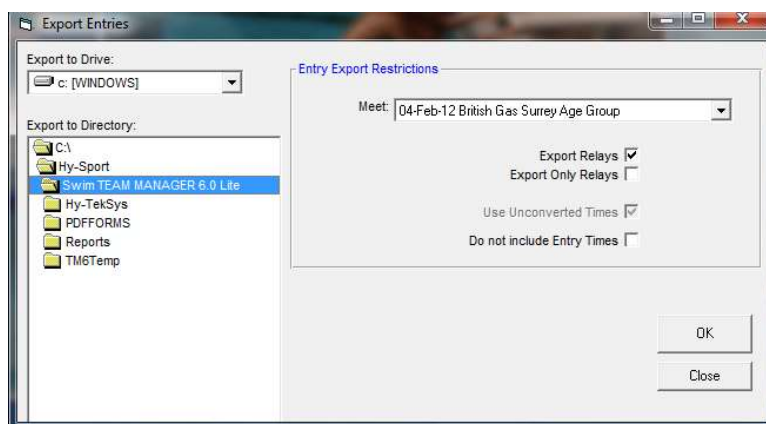 Export Entries
Export to Drive:
c: [WINDOWS]
Export to Directory:
C:\
Hy-Sport
Swim TEAM MANAGER 6.0 Lite
Hy-TekSys
PDFFORMS
Reports
TM6Temp
Entry Export Restrictions
Meet: 04-Feb-12 British Gas Surrey Age Group
Export Relays
Export Only Relays
Use Unconverted Times
Do not include Entry Times
OK
Close